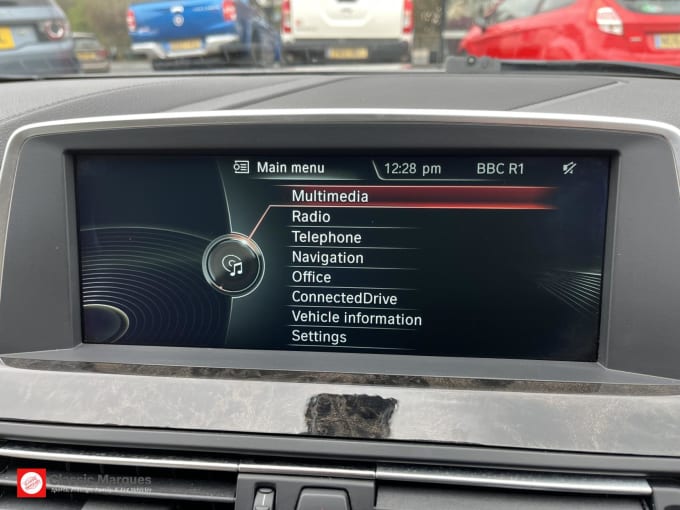 Main menu 12:28 pm BBC R1
Multimedia
Radio
Telephone
Navigation
Office
ConnectedDrive
Vehicle information
Settings
Classic Marques